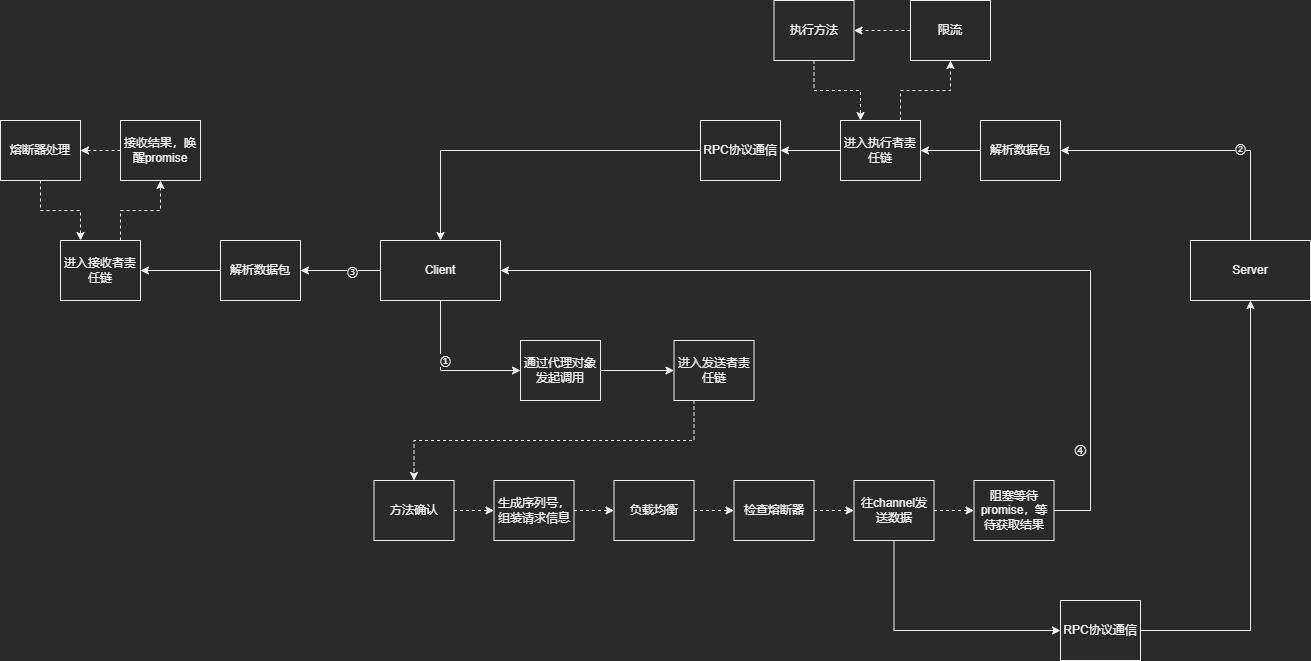 执行方法
限流
熔断器处理
接收结果，唤
醒promise
RPC协议通信
进入执行者责
任链
解析数据包
②
进入接收者责
任链
解析数据包
③
Client
Server
①
通过代理对象
发起调用
进入发送者责
任链
④
方法确认
生成序列号，
组装请求信息
负载均衡
检查熔断器
往channel发
送数据
阻塞等待
promise，等
待获取结果
RPC协议通信